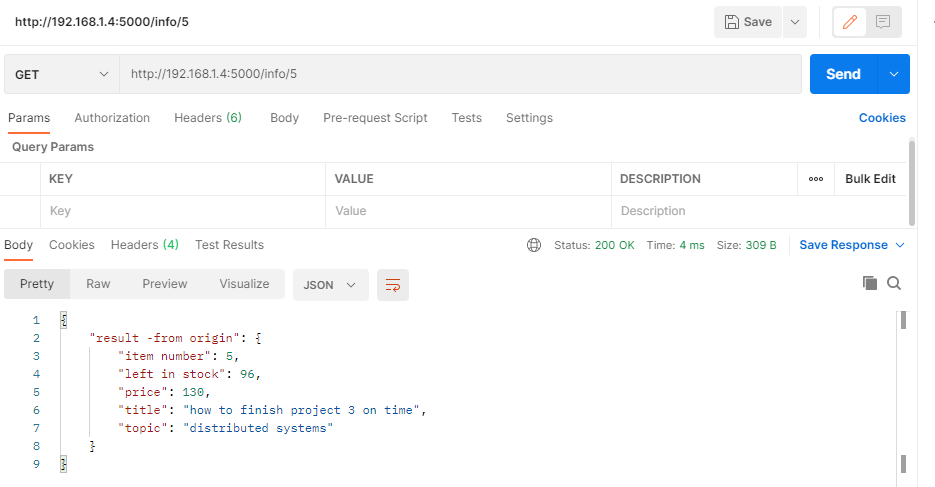 http://192.168.1.4:5000/info/5 Save
GET http://192.168.1.4:5000/info/5 Send
Params Authorization Headers (6) Body Pre-request Script Tests Settings Cookies
Query Params
KEY VALUE DESCRIPTION ooo Bulk Edit
Key Value Description
Body Cookies Headers (4) Test Results Status: 200 OK Time: 4 ms Size: 309 B Save Response
Pretty Raw Preview Visualize JSON
1 {
2 "result -from origin": {
3 "item number": 5,
4 "left in stock": 96,
5 "price": 130,
6 "title": "how to finish project 3 on time",
7 "topic": "distributed systems"
8 }
9 }